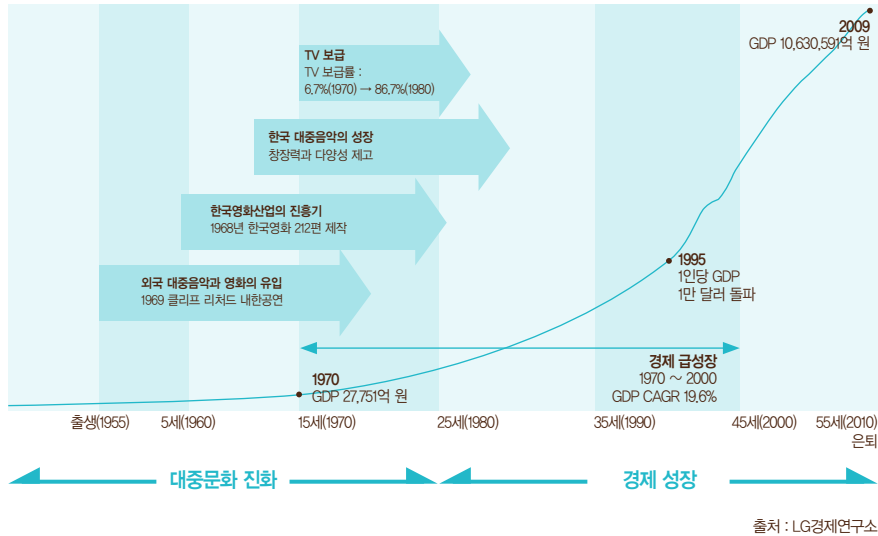 2009
GDP 10,630,591억 원
TV 보급
TV 보급률 :
6.7%(1970) → 86.7%(1980)
한국 대중음악의 성장
창장력과 다양성 제고
한국영화산업의 진흥기
1968년 한국영화 212편 제작
외국 대중음악과 영화의 유입
1969 클리프 리처드 내한공연
1995
1인당 GDP
1만 달러 돌파
경제 급성장
1970 ~ 2000
GDP CAGR 19.6%
1970
GDP 27,751억 원
출생(1955) 5세(1960) 15세(1970) 25세(1980) 35세(1990) 45세(2000) 55세(2010)
은퇴
대중문화 진화 경제 성장
출처 : LG경제연구소